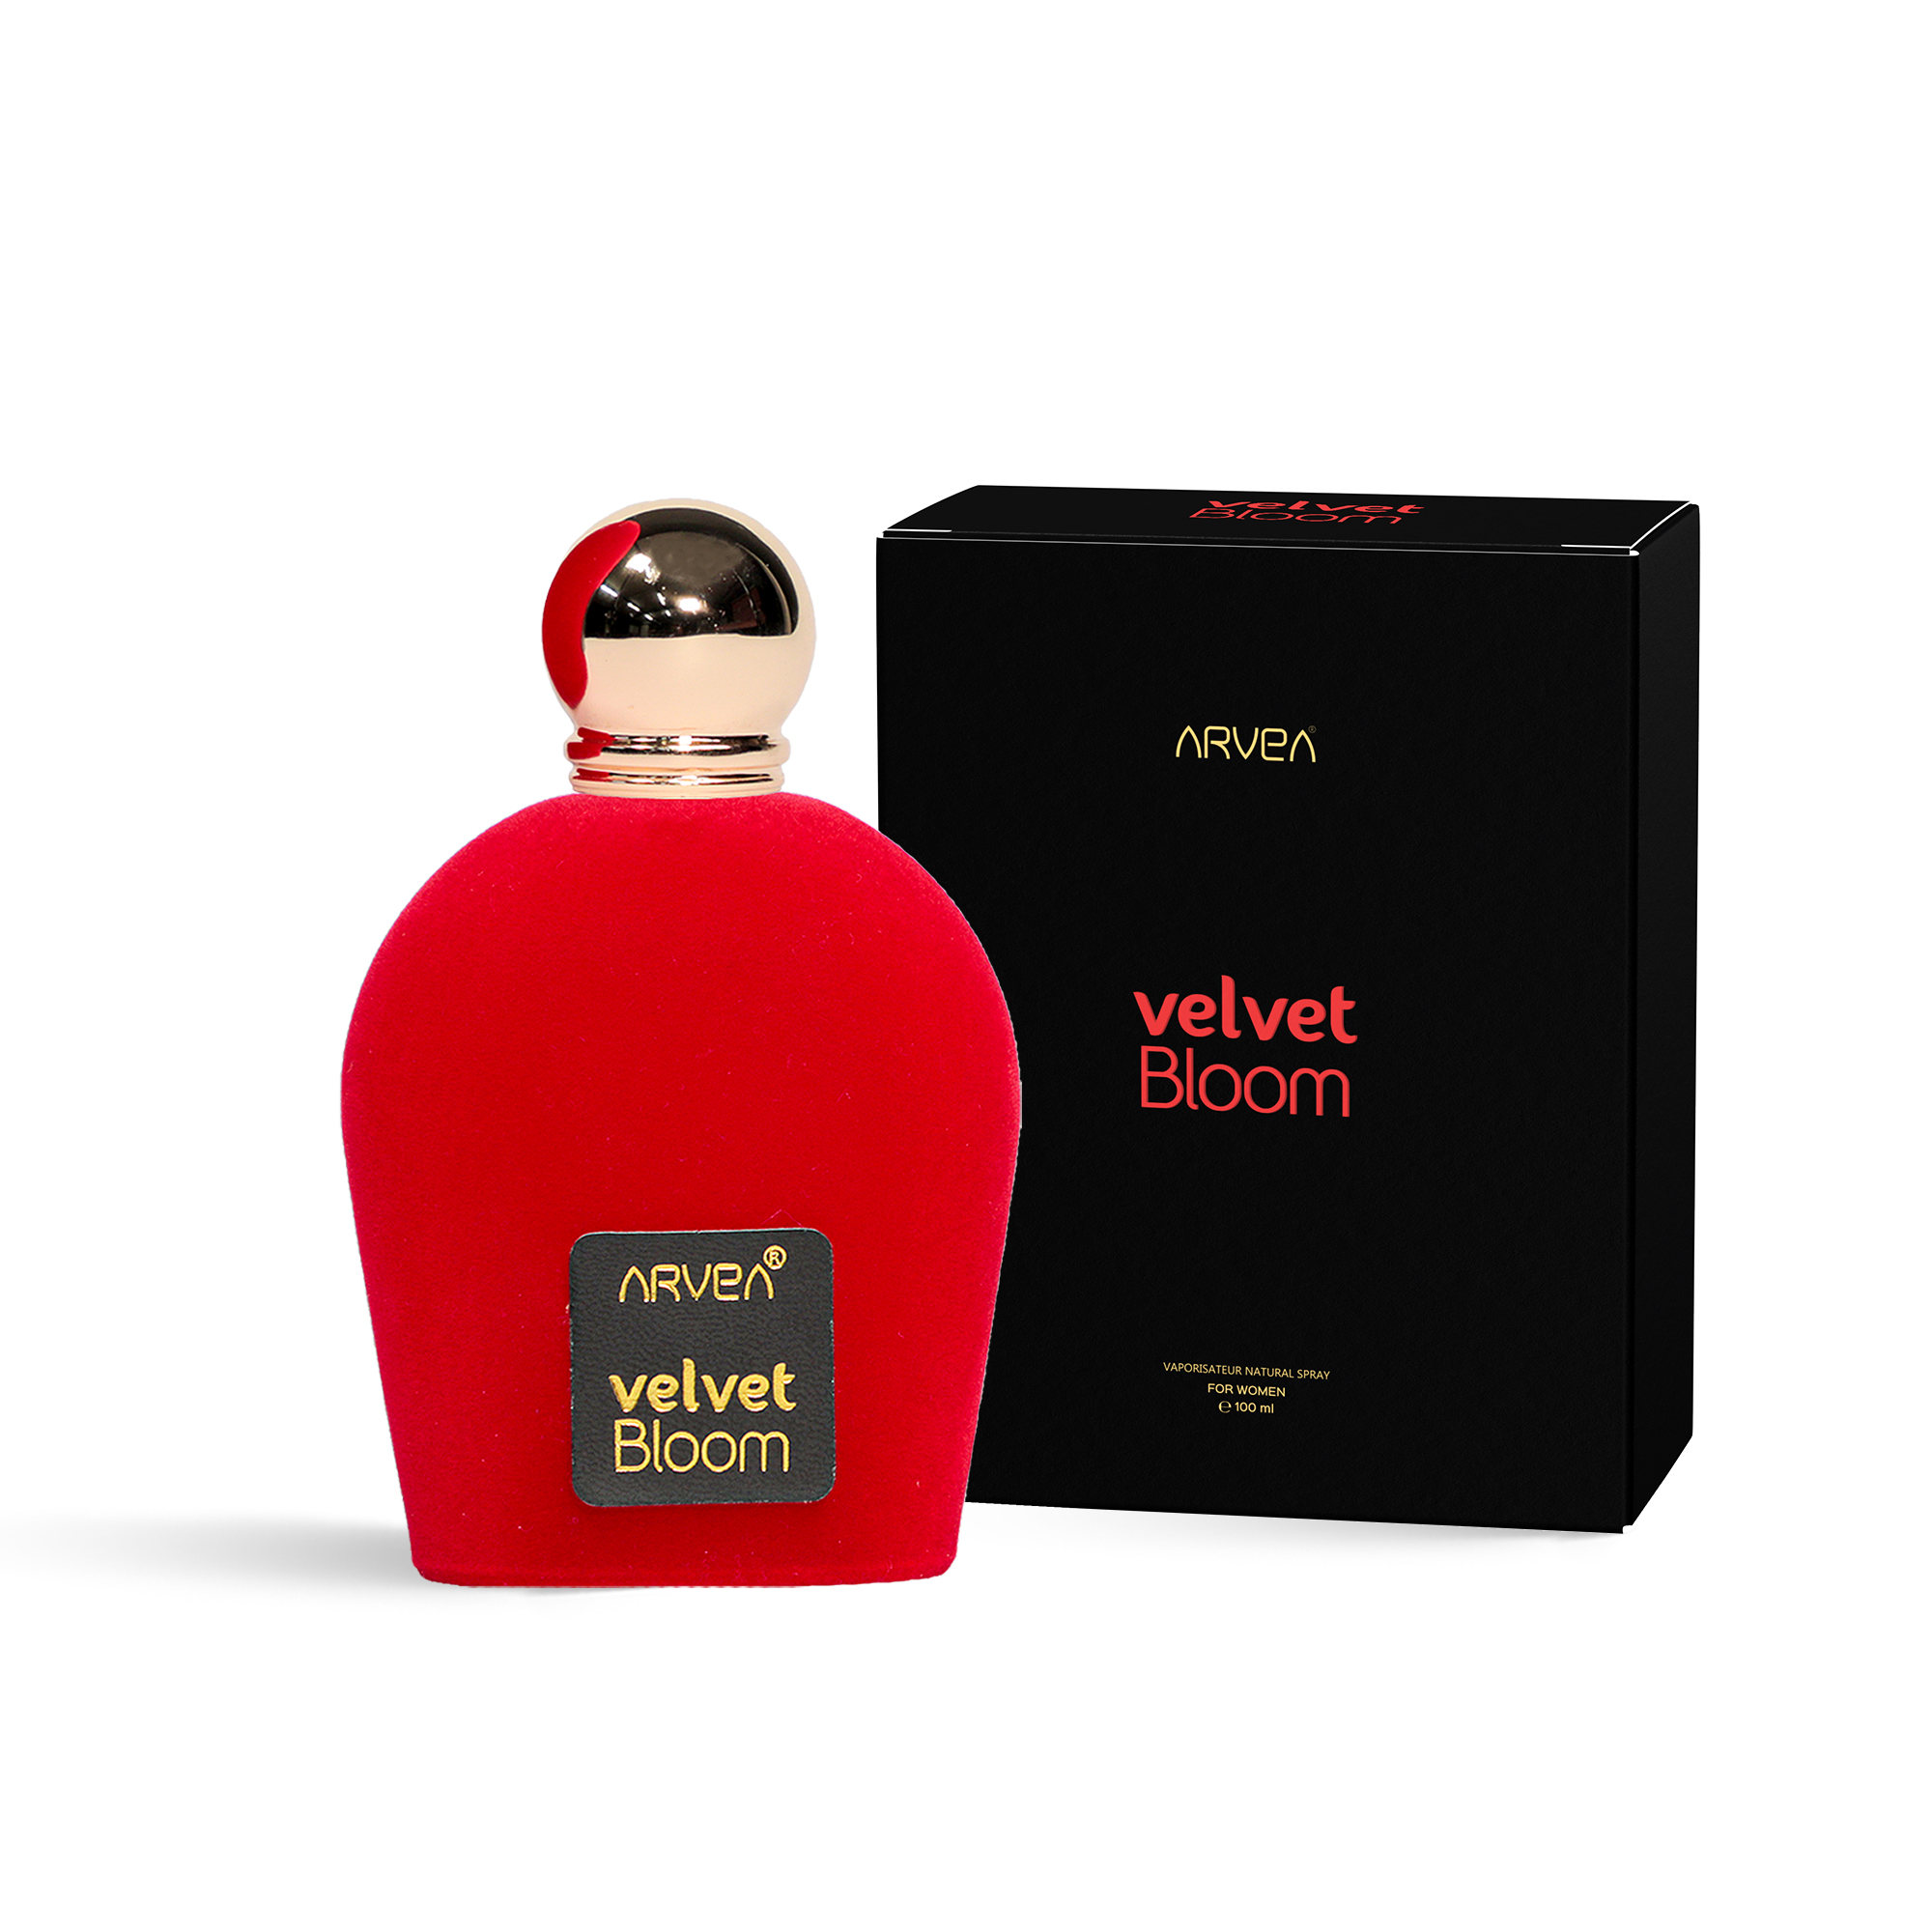 velvet
Bloom
ARVEA®
velvet
Bloom
VAPORISATEUR NATURAL SPRAY
FOR WOMEN
℮ 100 ml
ARVEA®
velvet
Bloom